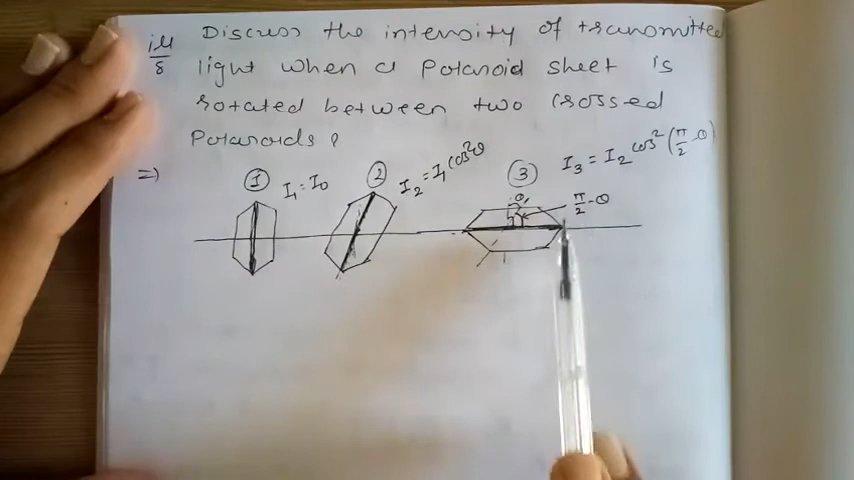 ill Discuss the intensity of transmitted
8 light when a Polaroid sheet is
rotated between two crossed
Polaroids ?
=)
① I₁ = I₀
② I₂ = I₁ cos²θ
③ I₃ = I₂ cos² (π/2 - θ)
θ
π/2 - θ